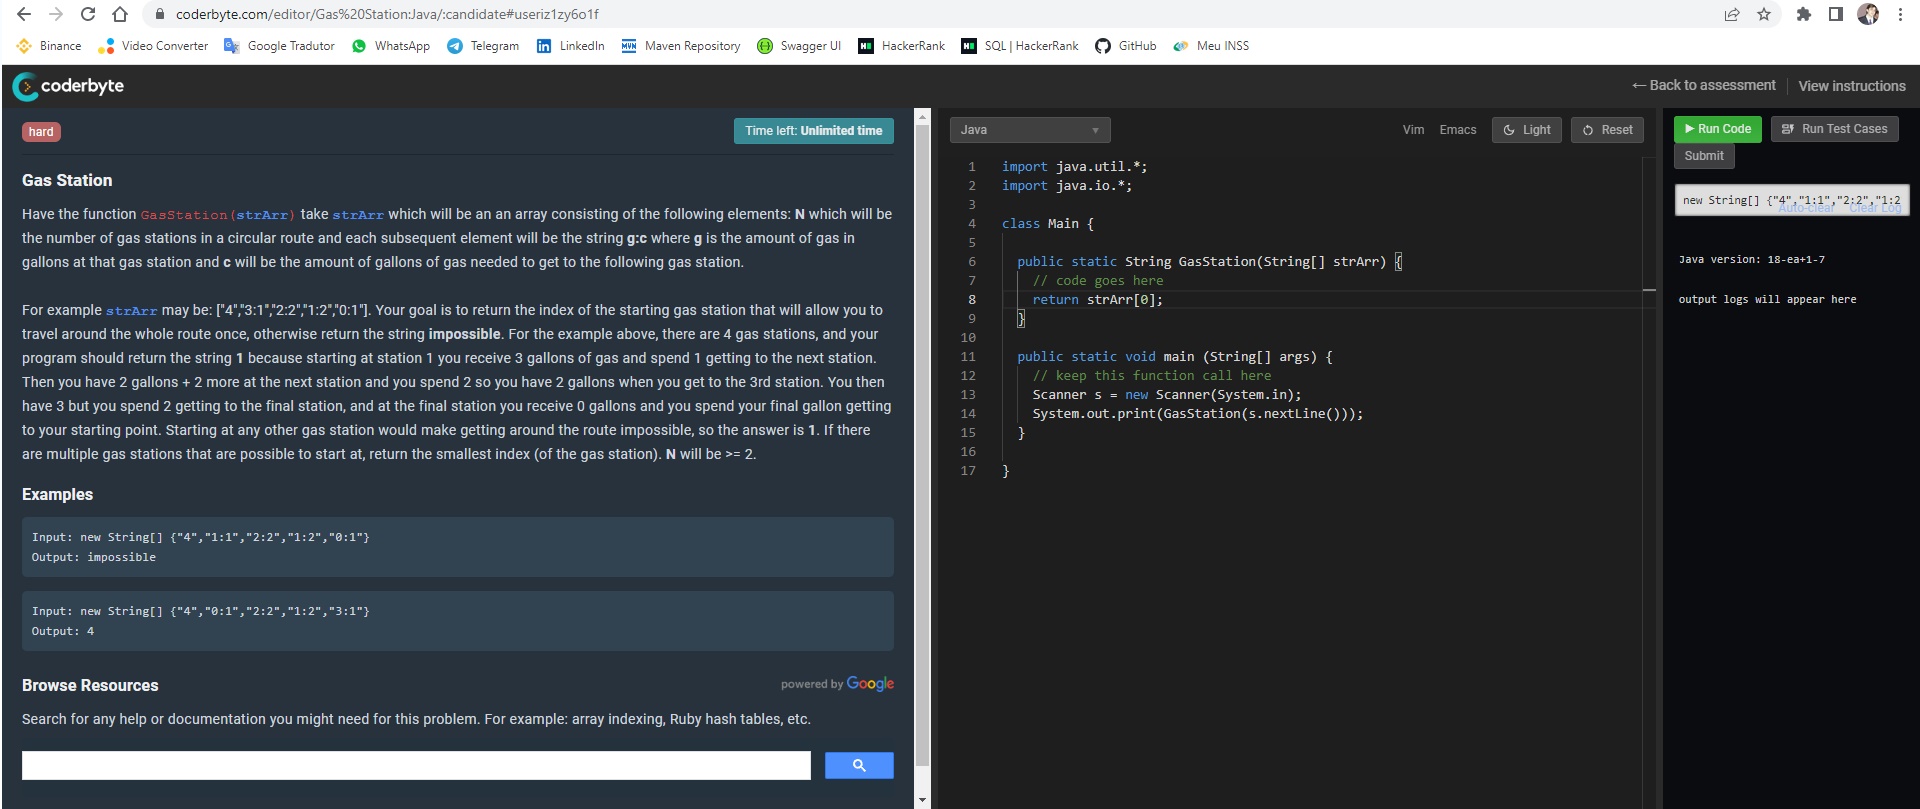 coderbyte.com/editor/Gas%20Station:Java/:candidate#useriz1zy6o1f
Binance Video Converter Google Tradutor WhatsApp Telegram LinkedIn Maven Repository Swagger UI HackerRank SQL | HackerRank GitHub Meu INSS
coderbyte
← Back to assessment View instructions
hard
Time left: Unlimited time
Gas Station
Have the function GasStation(strArr) take strArr which will be an an array consisting of the following elements: N which will be
the number of gas stations in a circular route and each subsequent element will be the string g:c where g is the amount of gas in
gallons at that gas station and c will be the amount of gallons of gas needed to get to the following gas station.
For example strArr may be: ["4","3:1","2:2","1:2","0:1"]. Your goal is to return the index of the starting gas station that will allow you to
travel around the whole route once, otherwise return the string impossible. For the example above, there are 4 gas stations, and your
program should return the string 1 because starting at station 1 you receive 3 gallons of gas and spend 1 getting to the next station.
Then you have 2 gallons + 2 more at the next station and you spend 2 so you have 2 gallons when you get to the 3rd station. You then
have 3 but you spend 2 getting to the final station, and at the final station you receive 0 gallons and you spend your final gallon getting
to your starting point. Starting at any other gas station would make getting around the route impossible, so the answer is 1. If there
are multiple gas stations that are possible to start at, return the smallest index (of the gas station). N will be >= 2.
Examples
Input: new String[] {"4","1:1","2:2","1:2","0:1"}
Output: impossible
Input: new String[] {"4","0:1","2:2","1:2","3:1"}
Output: 4
Browse Resources
powered by Google
Search for any help or documentation you might need for this problem. For example: array indexing, Ruby hash tables, etc.
Java
Vim Emacs Light Reset
1 import java.util.*;
2 import java.io.*;
3
4 class Main {
5
6 public static String GasStation(String[] strArr) {
7 // code goes here
8 return strArr[0];
9 }
10
11 public static void main (String[] args) {
12 // keep this function call here
13 Scanner s = new Scanner(System.in);
14 System.out.print(GasStation(s.nextLine()));
15 }
16
17 }
Run Code Run Test Cases
Submit
new String[] {"4","1:1","2:2","1:2
Auto-clear Clear Log
Java version: 18-ea+1-7
output logs will appear here